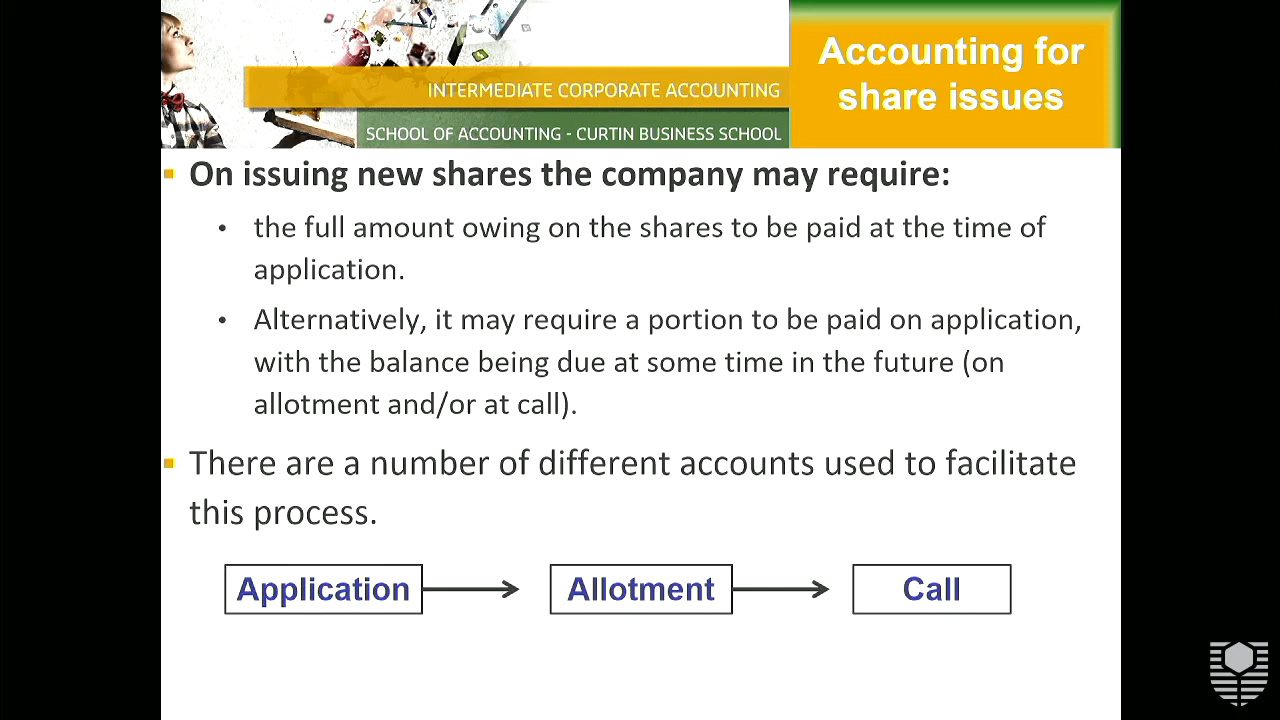 Accounting for
share issues
INTERMEDIATE CORPORATE ACCOUNTING
SCHOOL OF ACCOUNTING - CURTIN BUSINESS SCHOOL
On issuing new shares the company may require:
the full amount owing on the shares to be paid at the time of
application.
Alternatively, it may require a portion to be paid on application,
with the balance being due at some time in the future (on
allotment and/or at call).
There are a number of different accounts used to facilitate
this process.
Application
Allotment
Call